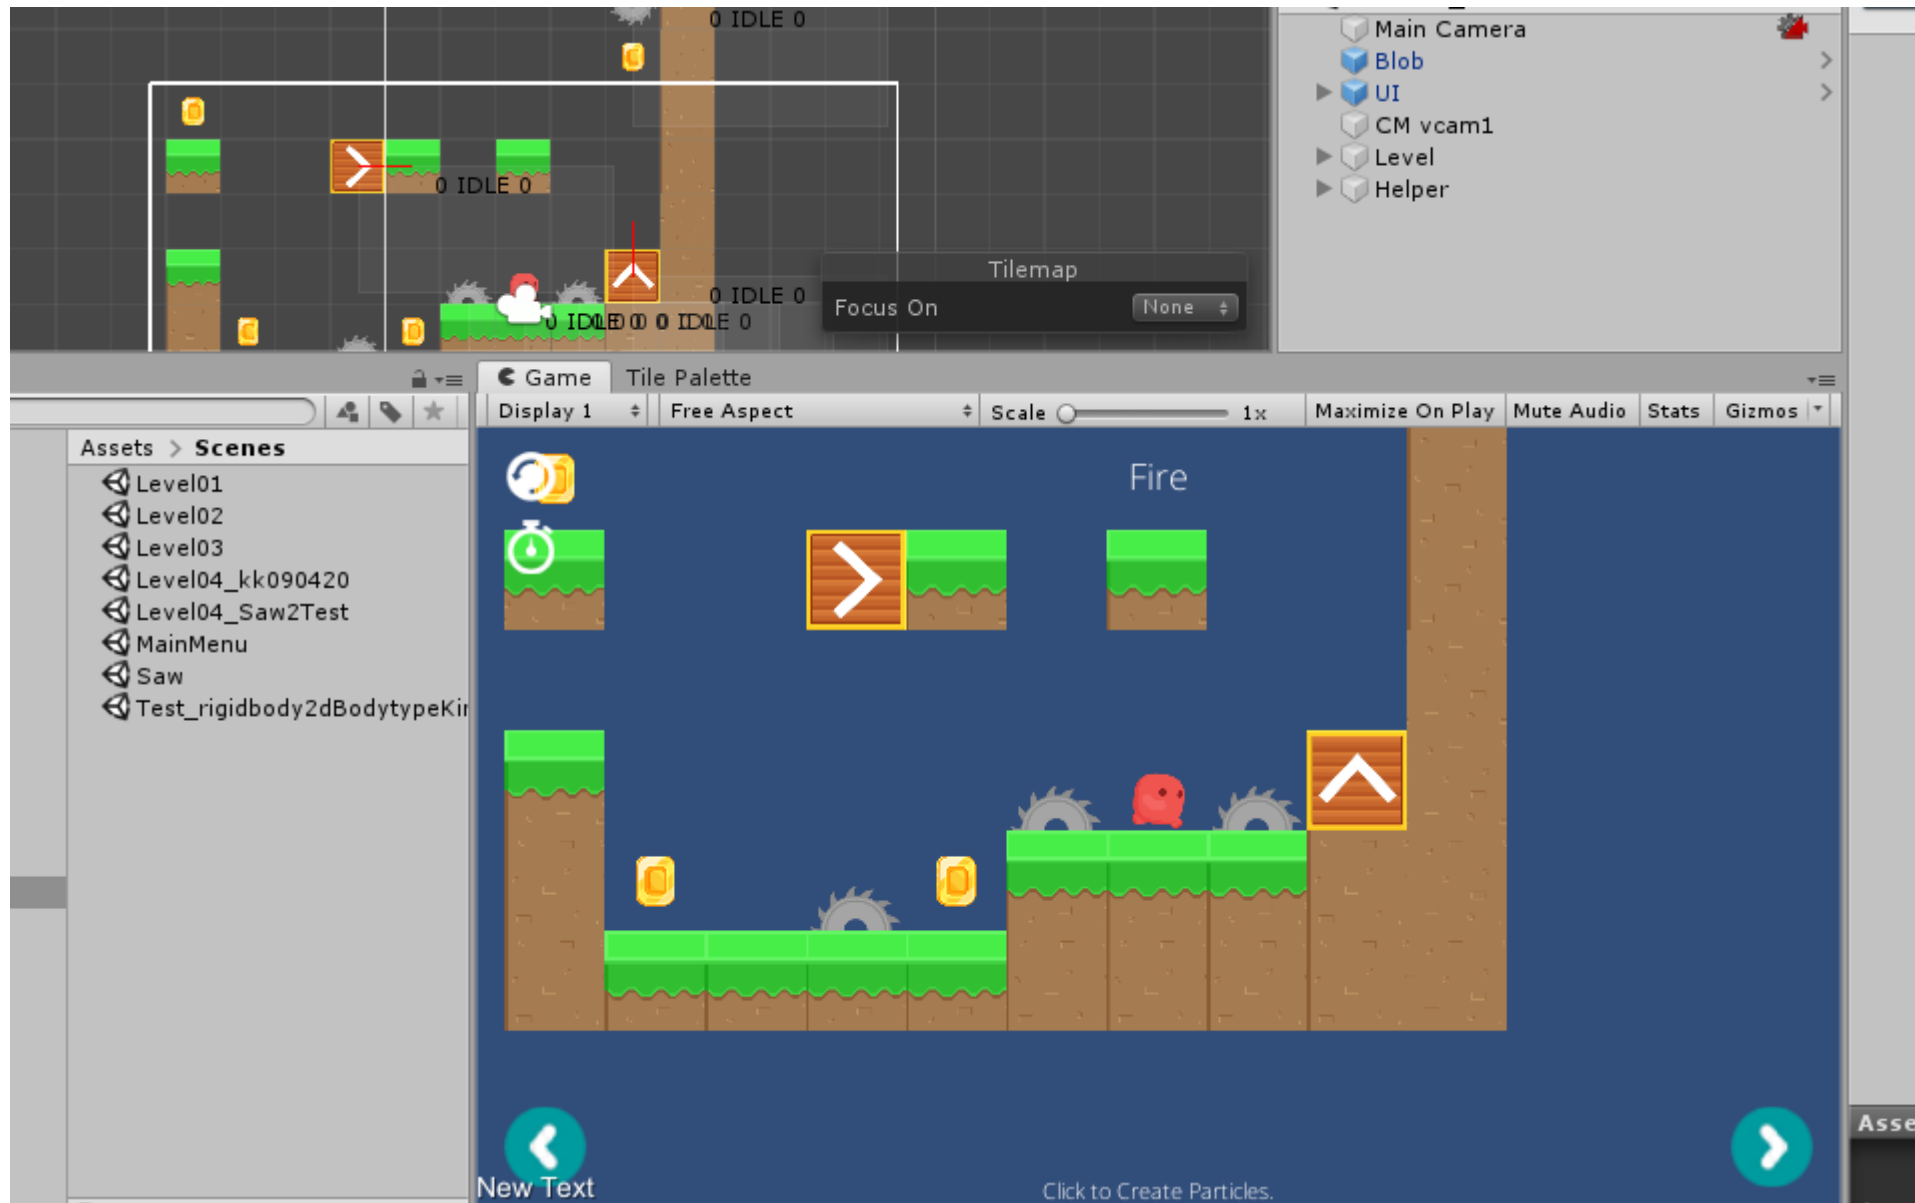 0 IDLE 0
0 IDLE 0
0 IDLE 0
Tilemap
Focus On
None
Main Camera
Blob
UI
CM vcam1
Level
Helper
Game
Tile Palette
Display 1
Free Aspect
Scale
1x
Maximize On Play
Mute Audio
Stats
Gizmos
Assets > Scenes
Level01
Level02
Level03
Level04_kk090420
Level04_Saw2Test
MainMenu
Saw
Test_rigidbody2dBodytypeKin
Fire
New Text
Click to Create Particles.
Asse